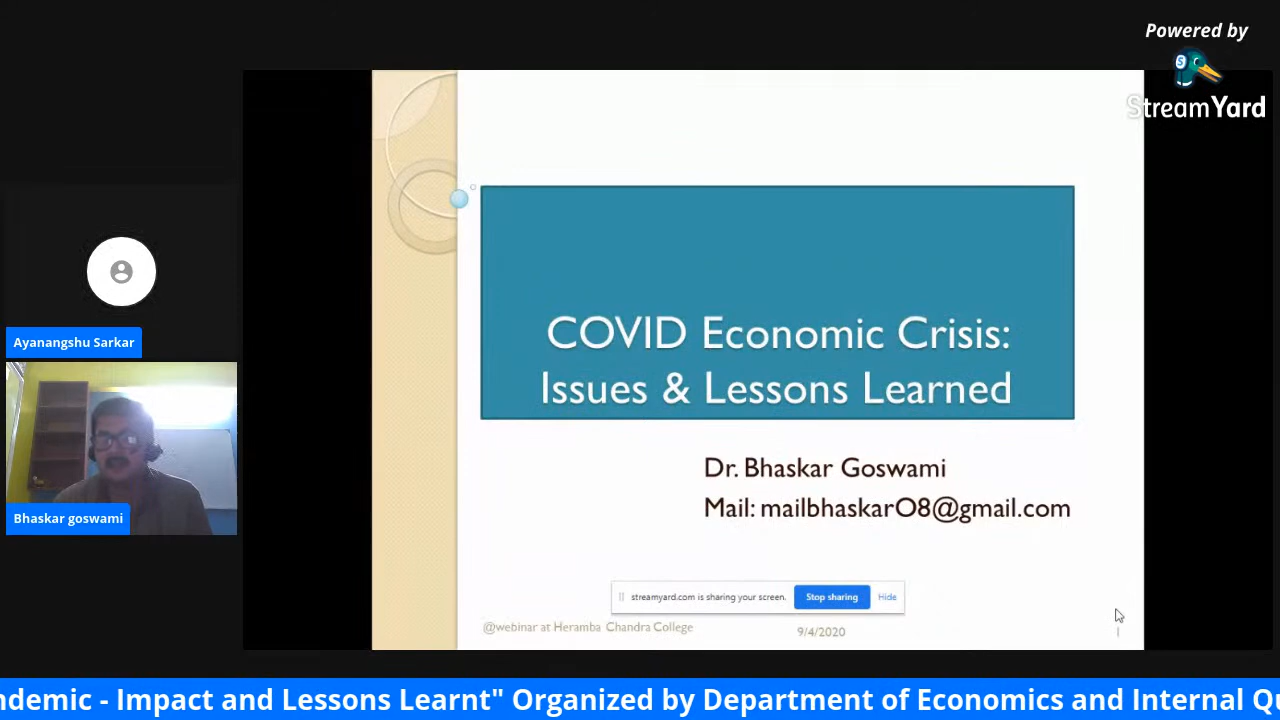 Powered by
StreamYard
COVID Economic Crisis:
Issues & Lessons Learned
Dr. Bhaskar Goswami
Mail: mailbhaskarO8@gmail.com
Ayanangshu Sarkar
Bhaskar goswami
streamyard.com is sharing your screen. Stop sharing Hide
@webinar at Heramba Chandra College 9/4/2020 1
ndemic - Impact and Lessons Learnt" Organized by Department of Economics and Internal Qu